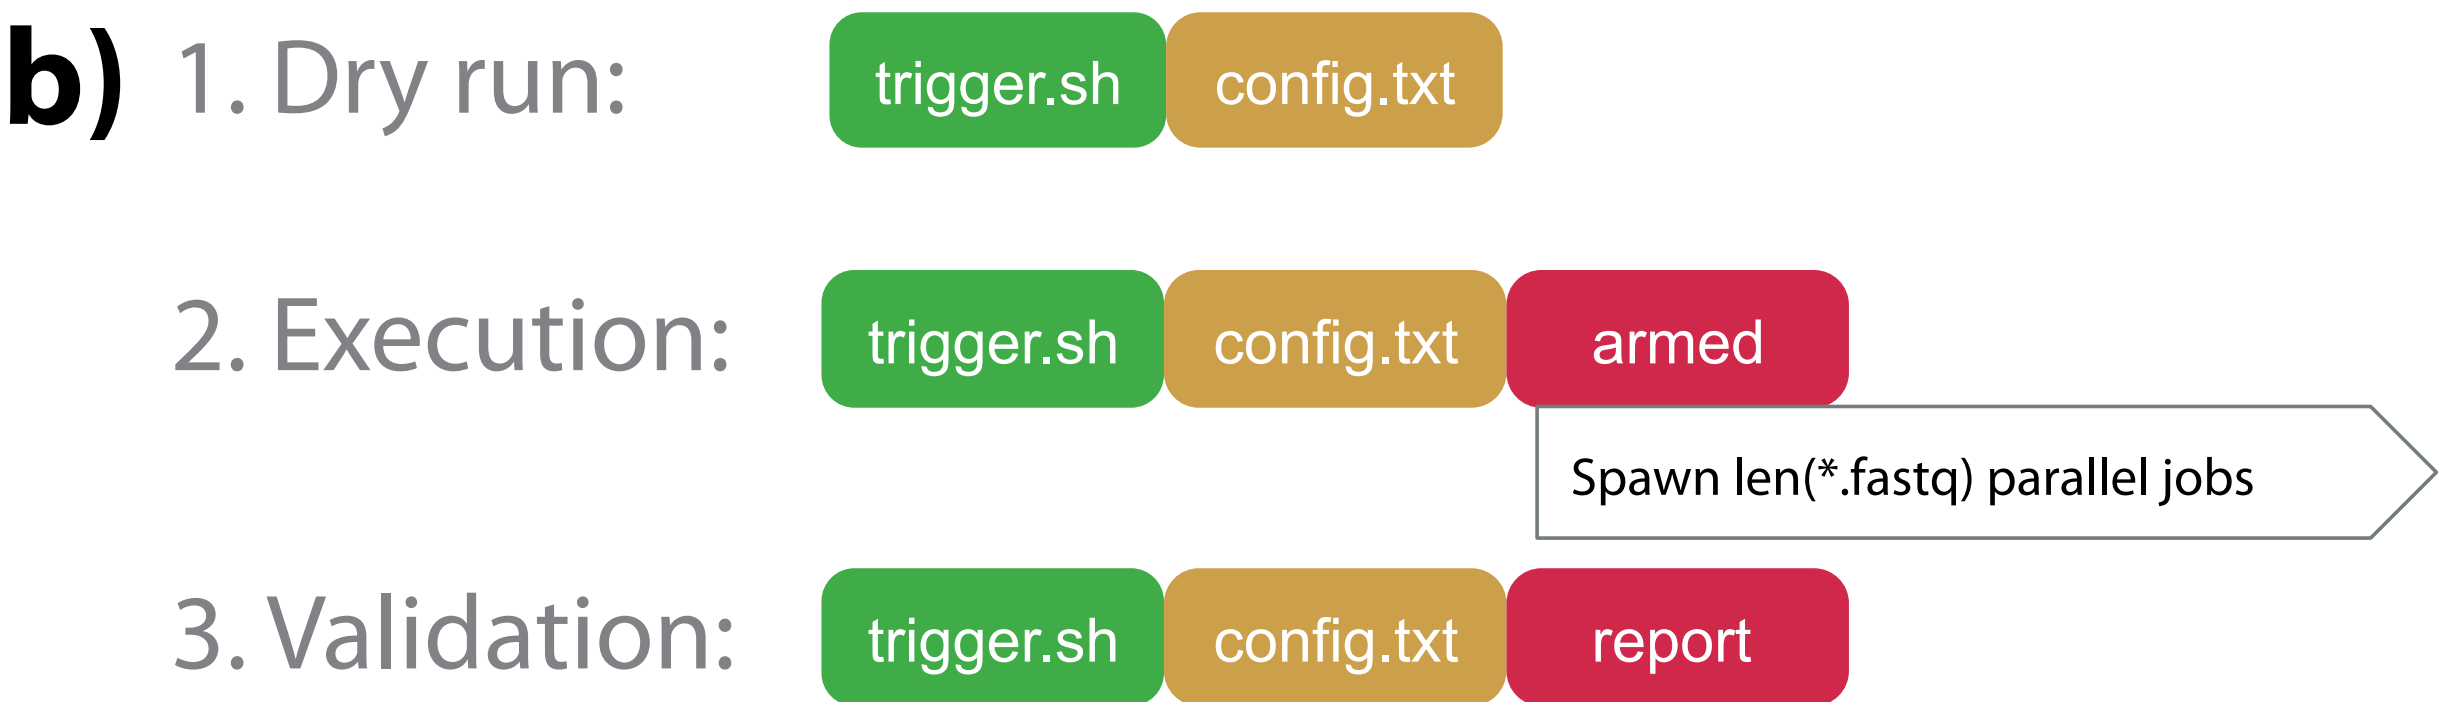 b) 1. Dry run: trigger.sh config.txt
2. Execution: trigger.sh config.txt armed
Spawn len(*.fastq) parallel jobs
3. Validation: trigger.sh config.txt report